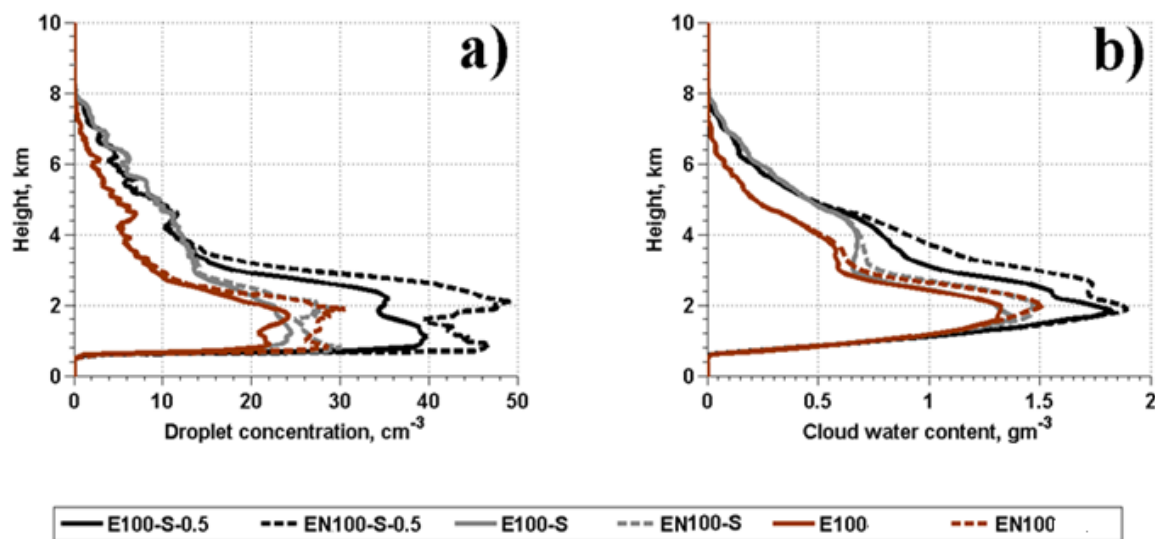 a)
10
8
6
4
2
0
Height, km
0 10 20 30 40 50
Droplet concentration, cm⁻³
b)
10
8
6
4
2
0
Height, km
0 0.5 1 1.5 2
Cloud water content, gm⁻³
E100-S-0.5 EN100-S-0.5 E100-S EN100-S E100 EN100